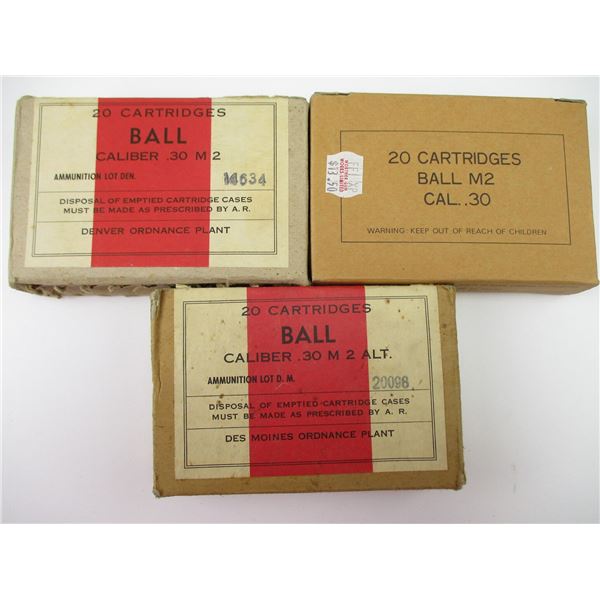 20 CARTRIDGES
BALL
CALIBER .30 M 2
AMMUNITION LOT DEN.
DISPOSAL OF EMPTIED CARTRIDGE CASES
MUST BE MADE AS PRESCRIBED BY A. R.
DENVER ORDNANCE PLANT
$13.50
20 CARTRIDGES
BALL M2
CAL..30
WARNING: KEEP OUT OF REACH OF CHILDREN
20 CARTRIDGES
BALL
CALIBER .30 M 2 ALT.
AMMUNITION LOT D. M. 20098
DISPOSAL OF EMPTIED CARTRIDGE CASES
MUST BE MADE AS PRESCRIBED BY A. R.
DES MOINES ORDNANCE PLANT